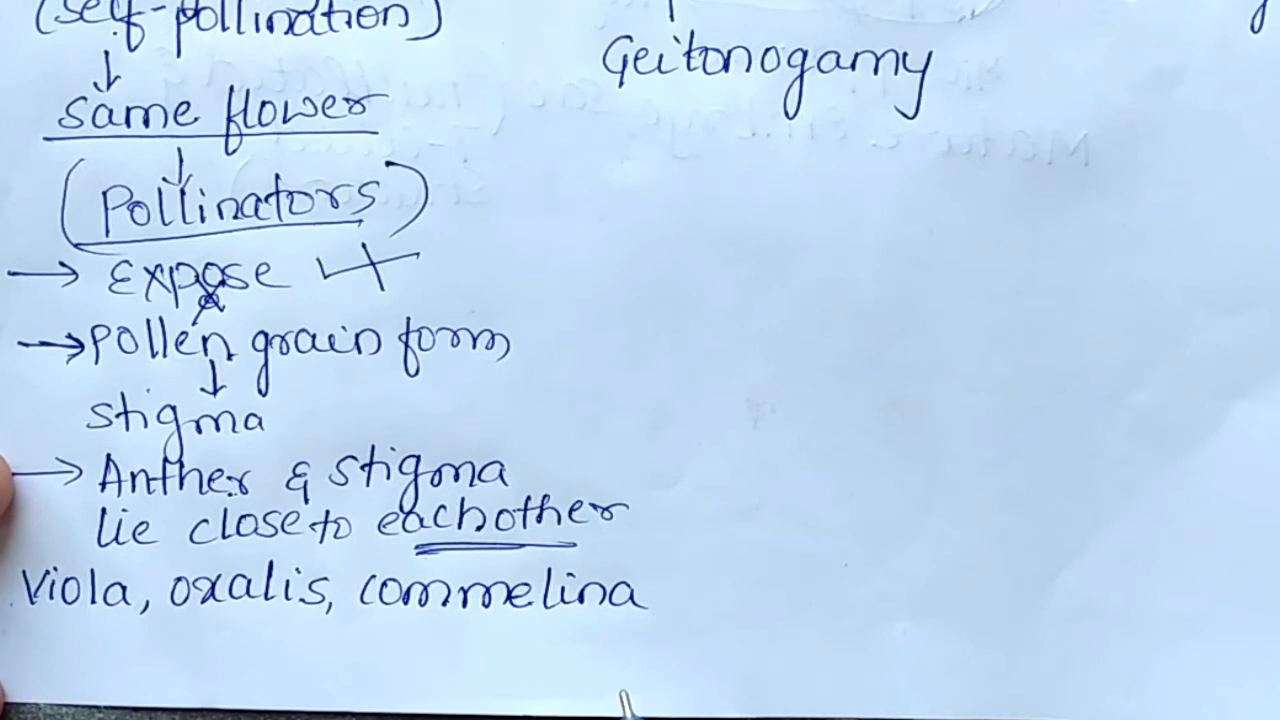 (self-pollination)
Geitonogamy
↓
same flower
↓
(Pollinators)
→ Expose
→ Pollen grain form
↓
stigma
→ Anther & stigma
lie close to eachother
Viola, oxalis, commelina